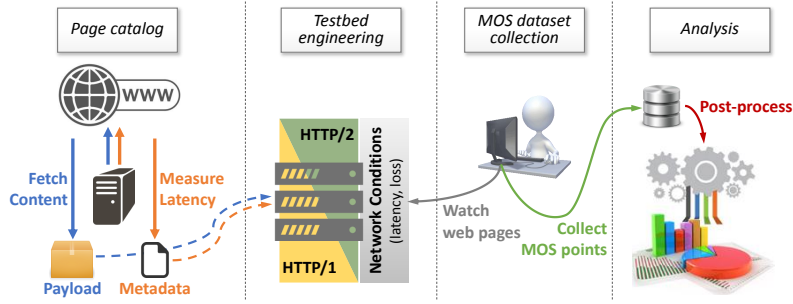 Page catalog
Testbed
engineering
MOS dataset
collection
Analysis
WWW
Fetch
Content
Measure
Latency
Payload
Metadata
HTTP/2
HTTP/1
Network Conditions
(latency, loss)
Watch
web pages
Collect
MOS points
Post-process